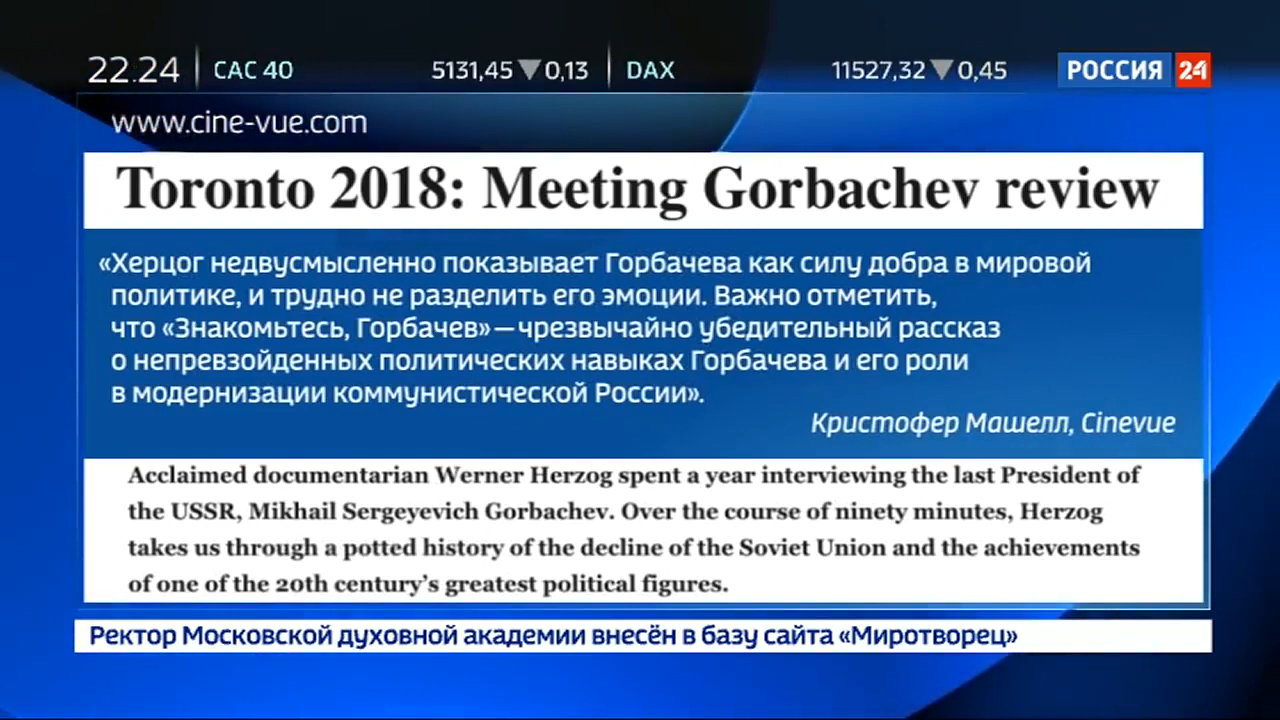 22.24 CAC 40 5131,45▼0,13 DAX 11527,32▼0,45 РОССИЯ 24
www.cine-vue.com
Toronto 2018: Meeting Gorbachev review
«Херцог недвусмысленно показывает Горбачева как силу добра в мировой
политике, и трудно не разделить его эмоции. Важно отметить,
что «Знакомьтесь, Горбачев»—чрезвычайно убедительный рассказ
о непревзойденных политических навыках Горбачева и его роли
в модернизации коммунистической России».
Кристофер Машелл, Cinevue
Acclaimed documentarian Werner Herzog spent a year interviewing the last President of
the USSR, Mikhail Sergeyevich Gorbachev. Over the course of ninety minutes, Herzog
takes us through a potted history of the decline of the Soviet Union and the achievements
of one of the 20th century’s greatest political figures.
Ректор Московской духовной академии внесён в базу сайта «Миротворец»